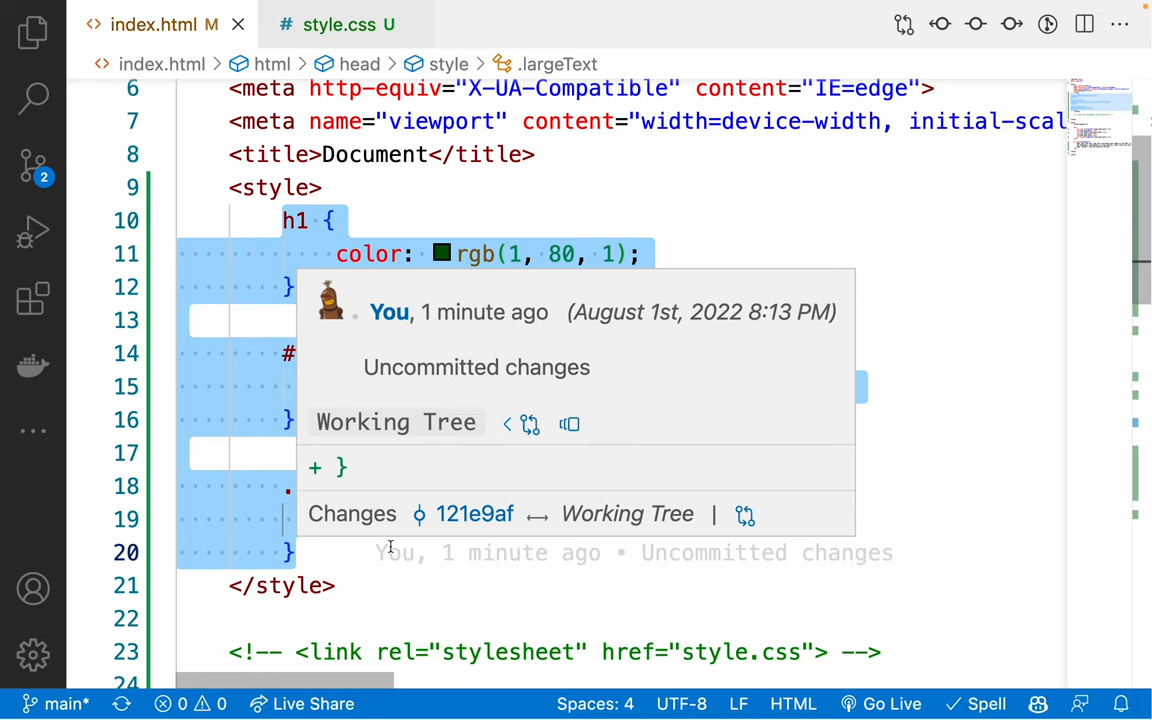 index.html M
style.css U
index.html > html > head > style > .largeText
6 <meta http-equiv="X-UA-Compatible" content="IE=edge">
7 <meta name="viewport" content="width=device-width, initial-scal
8 <title>Document</title>
9 <style>
10 h1 {
11 color: rgb(1, 80, 1);
12 }
13
14 #
15
16 }
17
18 .
19
20 } You, 1 minute ago • Uncommitted changes
You, 1 minute ago (August 1st, 2022 8:13 PM)
Uncommitted changes
Working Tree
+ }
Changes 121e9af ↔ Working Tree |
21 </style>
22
23 <!-- <link rel="stylesheet" href="style.css"> -->
24
2
main* 0 0 Live Share Spaces: 4 UTF-8 LF HTML Go Live Spell